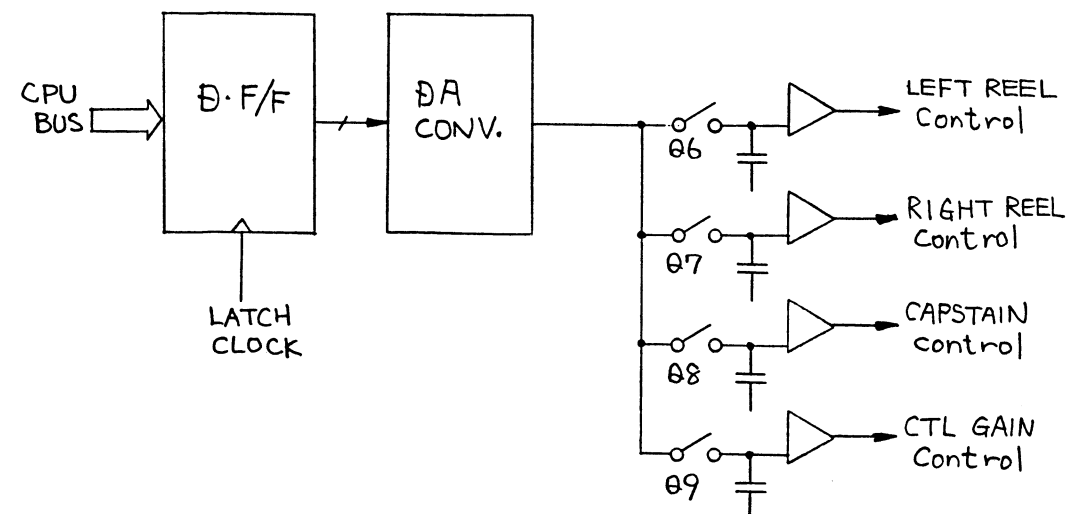 CPU
BUS
D·F/F
DA
CONV.
LATCH
CLOCK
Q6
LEFT REEL
Control
Q7
RIGHT REEL
Control
Q8
CAPSTAIN
Control
Q9
CTL GAIN
Control